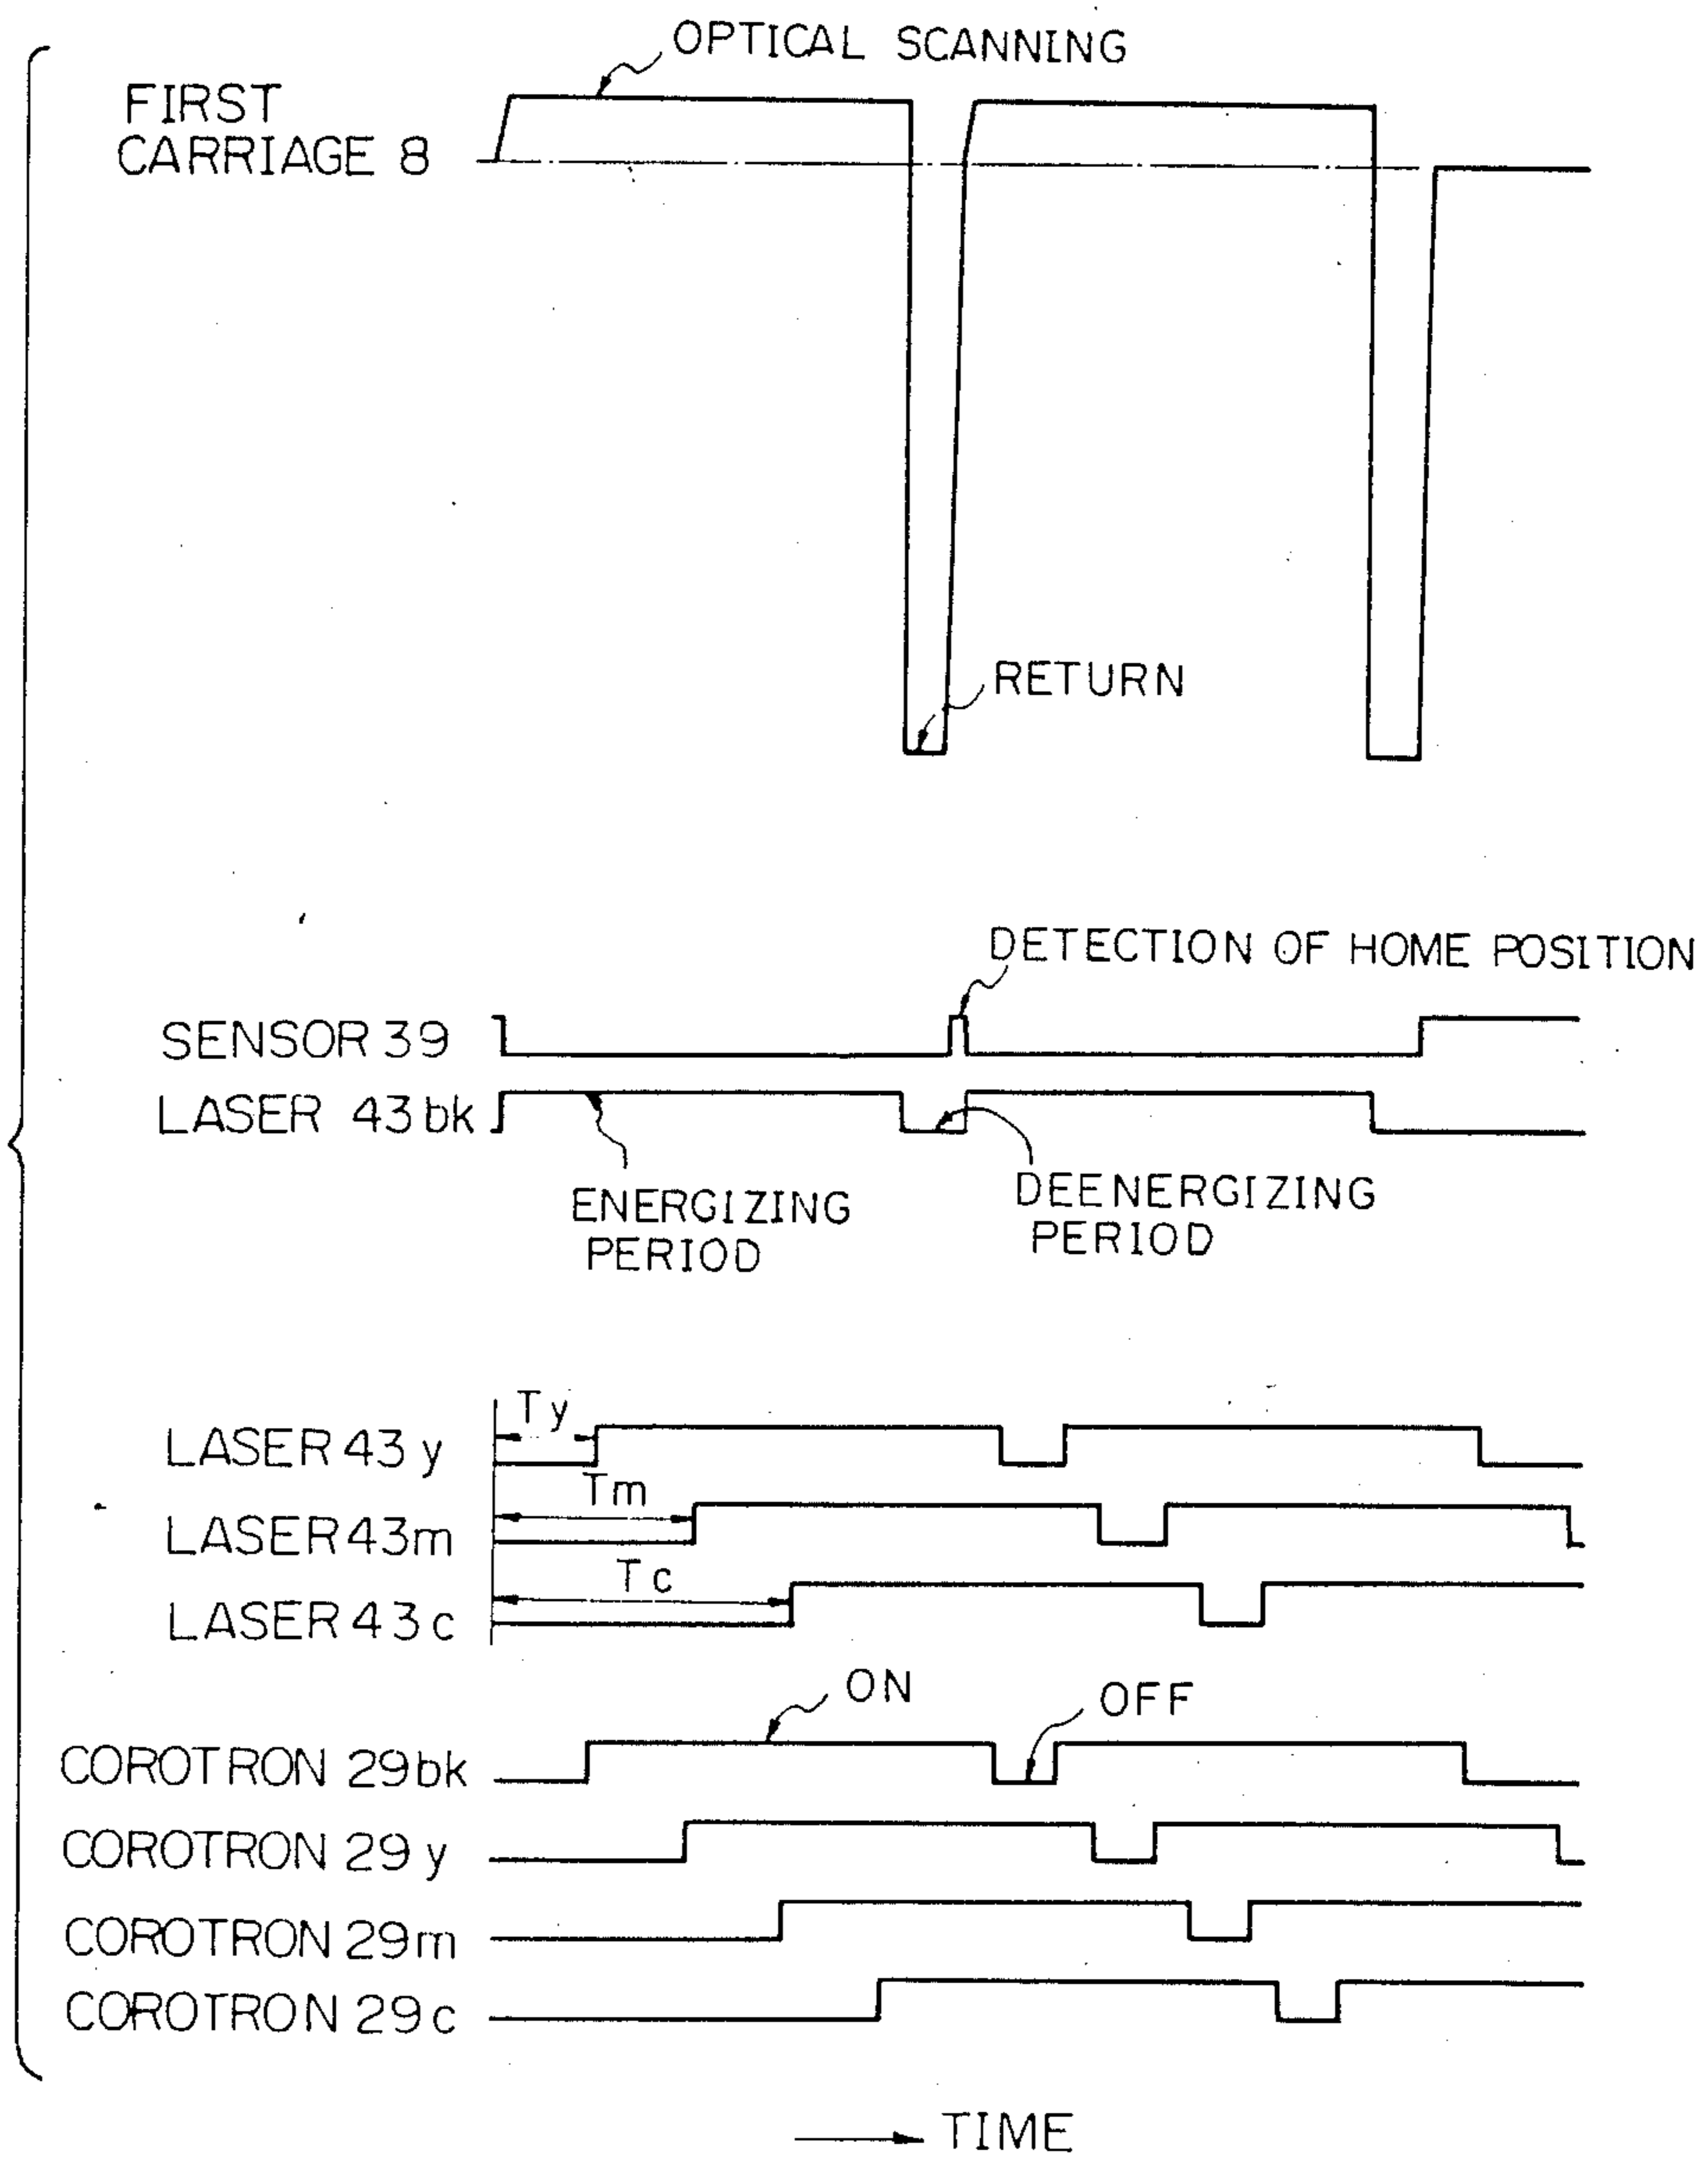 OPTICAL SCANNING
FIRST
CARRIAGE 8
RETURN
DETECTION OF HOME POSITION
SENSOR 39
LASER 43bk
ENERGIZING
PERIOD
DEENERGIZING
PERIOD
Ty
LASER 43y
Tm
LASER 43m
Tc
LASER 43c
ON
OFF
COROTRON 29bk
COROTRON 29y
COROTRON 29m
COROTRON 29c
TIME